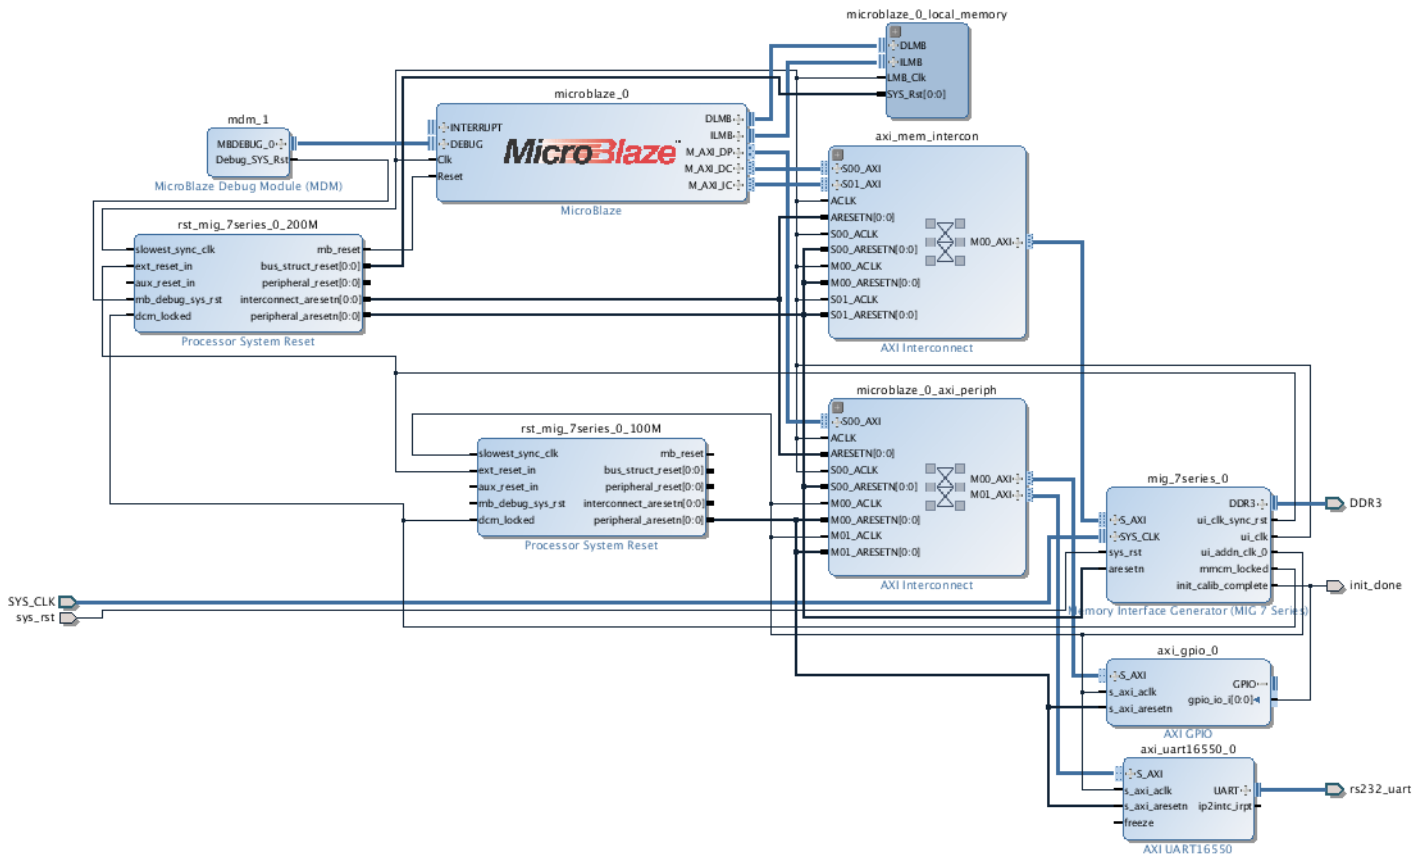 microblaze_0_local_memory
DLMB
ILMB
LMB_Clk
SYS_Rst[0:0]
microblaze_0
INTERRUPT
DEBUG
Clk
Reset
MicroBlaze™
DLMB
ILMB
M_AXI_DP
M_AXI_DC
M_AXI_IC
MicroBlaze
mdm_1
MBDEBUG_0
Debug_SYS_Rst
MicroBlaze Debug Module (MDM)
axi_mem_intercon
S00_AXI
S01_AXI
ACLK
ARESETN[0:0]
S00_ACLK
S00_ARESETN[0:0]
M00_ACLK
M00_ARESETN[0:0]
S01_ACLK
S01_ARESETN[0:0]
M00_AXI
AXI Interconnect
rst_mig_7series_0_200M
slowest_sync_clk
ext_reset_in
aux_reset_in
mb_debug_sys_rst
dcm_locked
mb_reset
bus_struct_reset[0:0]
peripheral_reset[0:0]
interconnect_aresetn[0:0]
peripheral_aresetn[0:0]
Processor System Reset
microblaze_0_axi_periph
S00_AXI
ACLK
ARESETN[0:0]
S00_ACLK
S00_ARESETN[0:0]
M00_ACLK
M00_ARESETN[0:0]
M01_ACLK
M01_ARESETN[0:0]
M00_AXI
M01_AXI
AXI Interconnect
rst_mig_7series_0_100M
slowest_sync_clk
ext_reset_in
aux_reset_in
mb_debug_sys_rst
dcm_locked
mb_reset
bus_struct_reset[0:0]
peripheral_reset[0:0]
interconnect_aresetn[0:0]
peripheral_aresetn[0:0]
Processor System Reset
mig_7series_0
S_AXI
SYS_CLK
sys_rst
aresetn
DDR3
ui_clk_sync_rst
ui_clk
ui_addn_clk_0
mmcm_locked
init_calib_complete
Memory Interface Generator (MIG 7 Series)
DDR3
init_done
SYS_CLK
sys_rst
axi_gpio_0
S_AXI
s_axi_aclk
s_axi_aresetn
GPIO
gpio_io_i[0:0]
AXI GPIO
axi_uart16550_0
S_AXI
s_axi_aclk
s_axi_aresetn
freeze
UART
ip2intc_irpt
AXI UART16550
rs232_uart